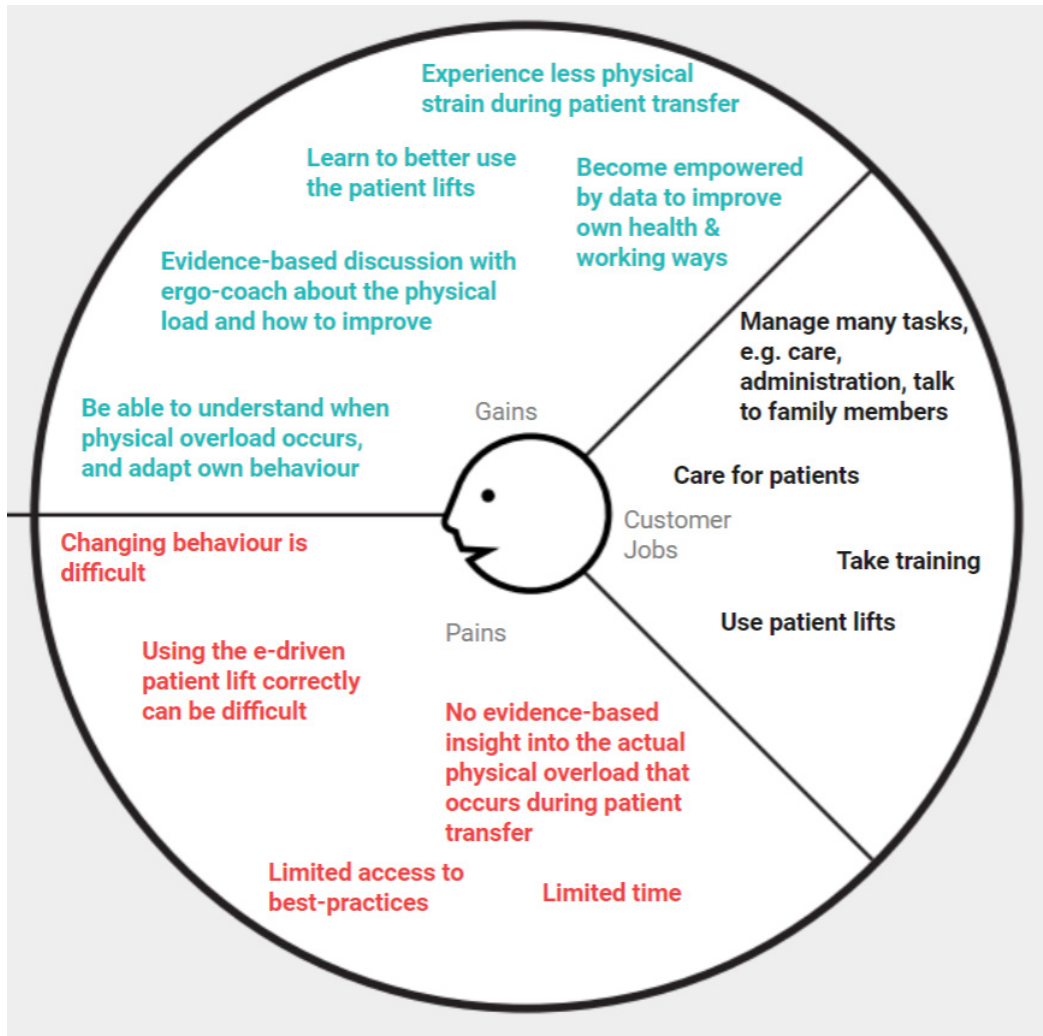 Experience less physical
strain during patient transfer
Learn to better use
the patient lifts
Become empowered
by data to improve
own health &
working ways
Evidence-based discussion with
ergo-coach about the physical
load and how to improve
Be able to understand when
physical overload occurs,
and adapt own behaviour
Gains
Manage many tasks,
e.g. care,
administration, talk
to family members
Care for patients
Customer
Jobs
Take training
Use patient lifts
Changing behaviour is
difficult
Pains
Using the e-driven
patient lift correctly
can be difficult
No evidence-based
insight into the actual
physical overload that
occurs during patient
transfer
Limited access to
best-practices
Limited time